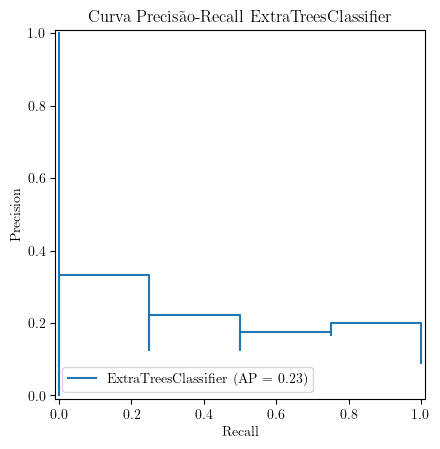 Curva Precisão-Recall ExtraTreesClassifier
1.0
0.8
0.6
0.4
0.2
0.0
Precision
ExtraTreesClassifier (AP = 0.23)
0.0 0.2 0.4 0.6 0.8 1.0
Recall